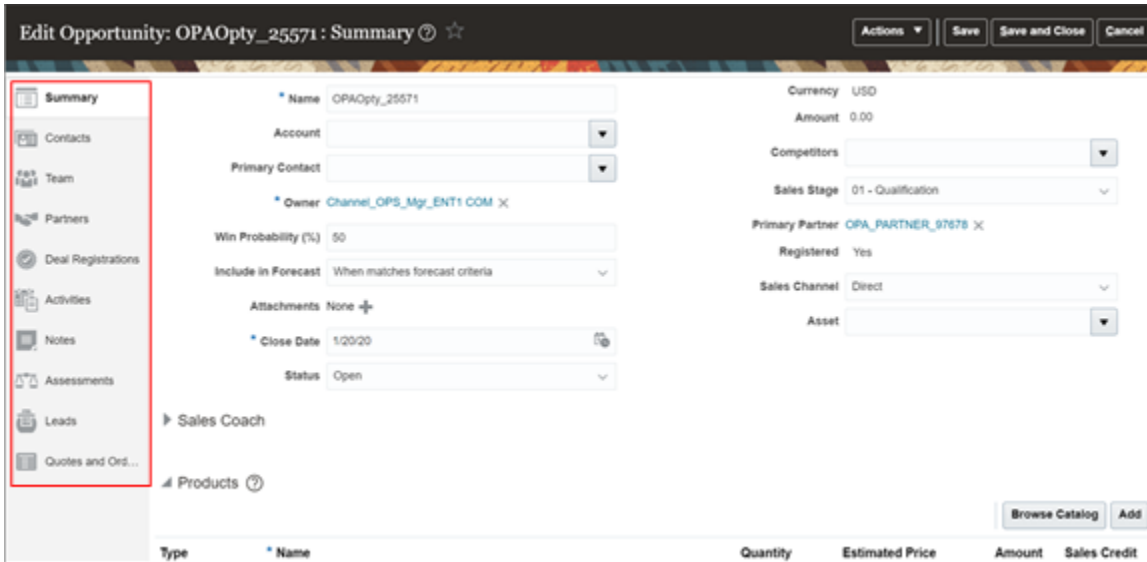 Edit Opportunity: OPAOpty_25571 : Summary
Actions Save Save and Close Cancel
Summary
Contacts
Team
Partners
Deal Registrations
Activities
Notes
Assessments
Leads
Quotes and Ord...
* Name OPAOpty_25571
Account
Primary Contact
* Owner Channel_OPS_Mgr_ENT1 COM
Win Probability (%) 50
Include in Forecast When matches forecast criteria
Attachments None
* Close Date 1/20/20
Status Open
Currency USD
Amount 0.00
Competitors
Sales Stage 01 - Qualification
Primary Partner OPA_PARTNER_97678
Registered Yes
Sales Channel Direct
Asset
Sales Coach
Products
Browse Catalog Add
Type * Name Quantity Estimated Price Amount Sales Credit